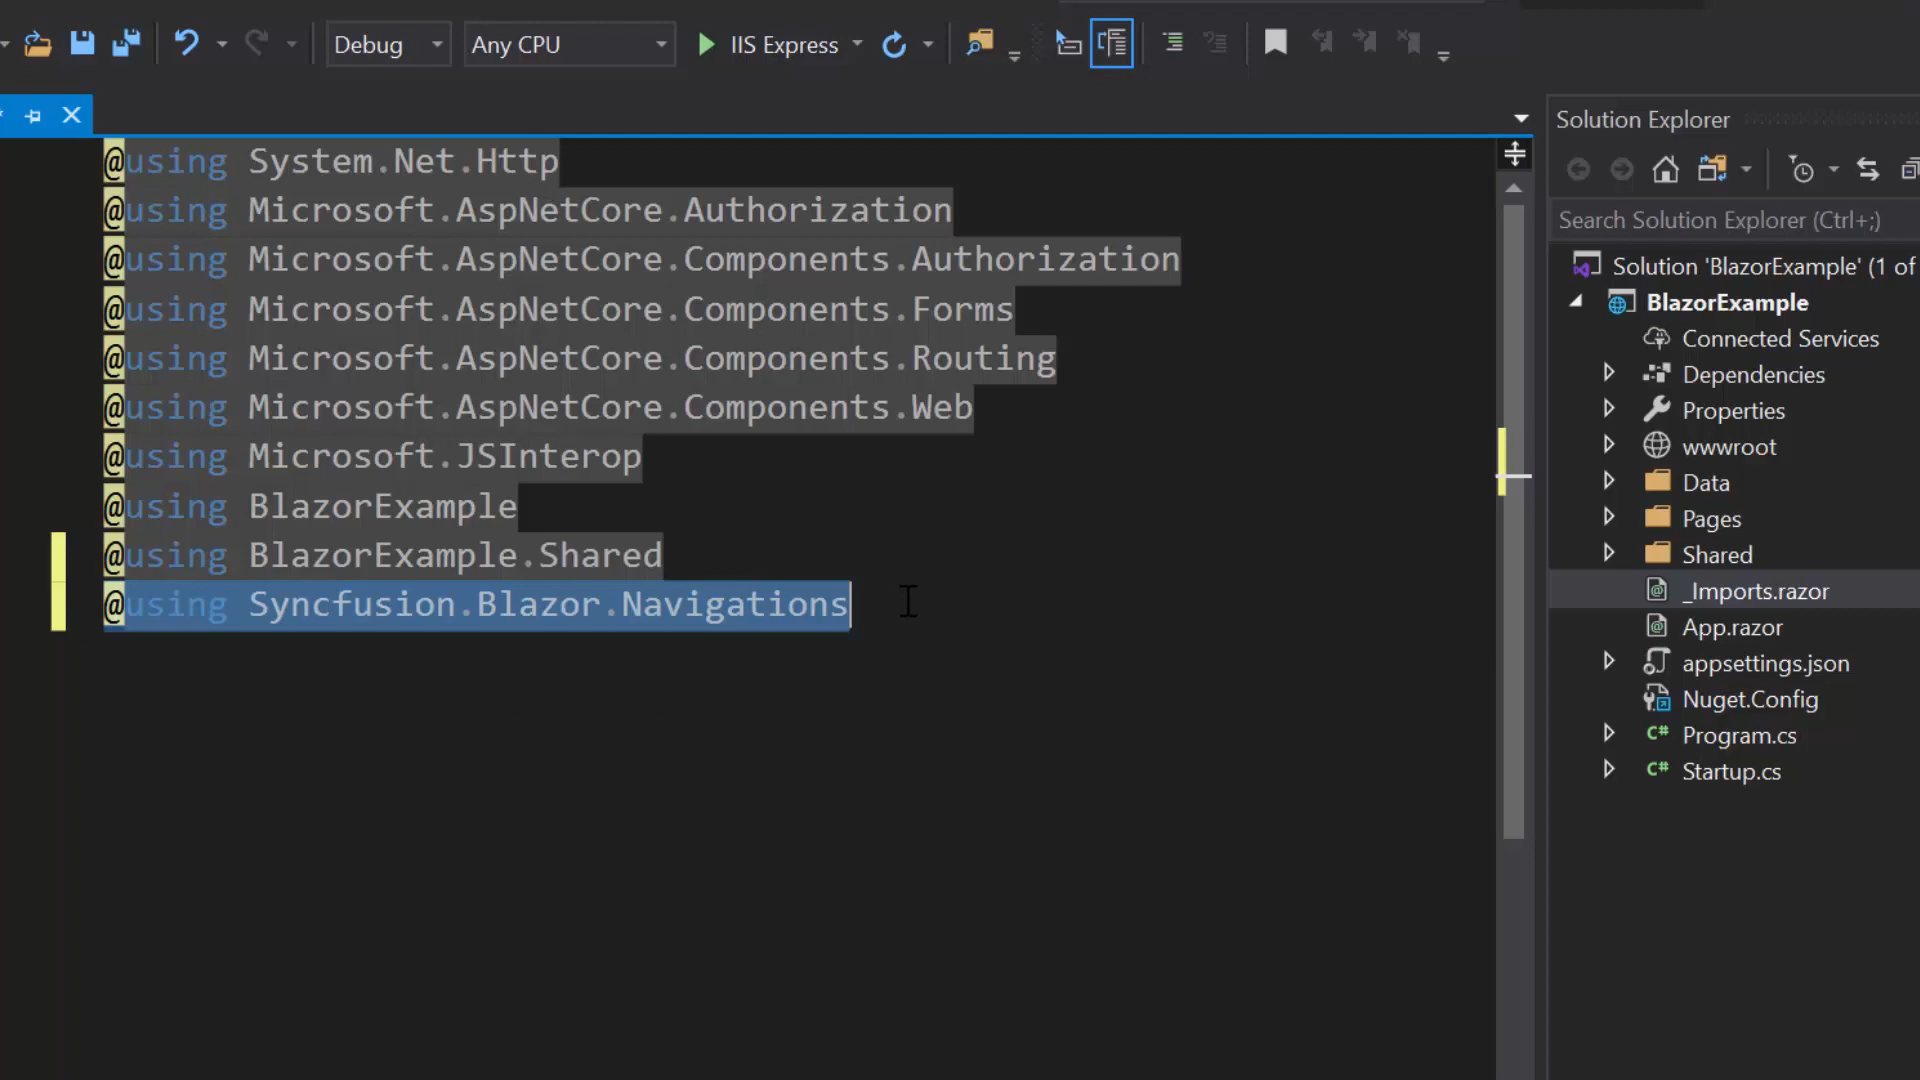 Debug
Any CPU
IIS Express
@using System.Net.Http
@using Microsoft.AspNetCore.Authorization
@using Microsoft.AspNetCore.Components.Authorization
@using Microsoft.AspNetCore.Components.Forms
@using Microsoft.AspNetCore.Components.Routing
@using Microsoft.AspNetCore.Components.Web
@using Microsoft.JSInterop
@using BlazorExample
@using BlazorExample.Shared
@using Syncfusion.Blazor.Navigations
Solution Explorer
Search Solution Explorer (Ctrl+;)
Solution 'BlazorExample' (1 of
BlazorExample
Connected Services
Dependencies
Properties
wwwroot
Data
Pages
Shared
_Imports.razor
App.razor
appsettings.json
Nuget.Config
C# Program.cs
C# Startup.cs